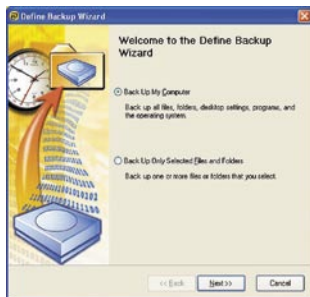 Define Backup Wizard
Welcome to the Define Backup
Wizard
Back Up My Computer
Back up all files, folders, desktop settings, programs, and
the operating system.
Back Up Only Selected Files and Folders
Back up one or more files or folders that you select.
<< Back
Next >>
Cancel